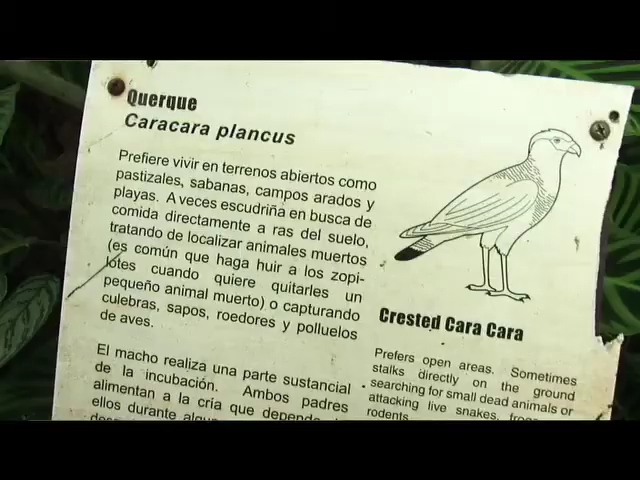 Querque
Caracara plancus
Prefiere vivir en terrenos abiertos como
pastizales, sabanas, campos arados y
playas. A veces escudriña en busca de
comida directamente a ras del suelo,
tratando de localizar animales muertos
(es común que haga huir a los zopi-
lotes cuando quiere quitarles un
pequeño animal muerto) o capturando
culebras, sapos, roedores y polluelos
de aves.
El macho realiza una parte sustancial
de la incubación. Ambos padres
alimentan a la cría que depende
ellos durante
Crested Cara Cara
Prefers open areas. Sometimes
stalks directly on the ground
searching for small dead animals or
attacking live snakes,
rodents